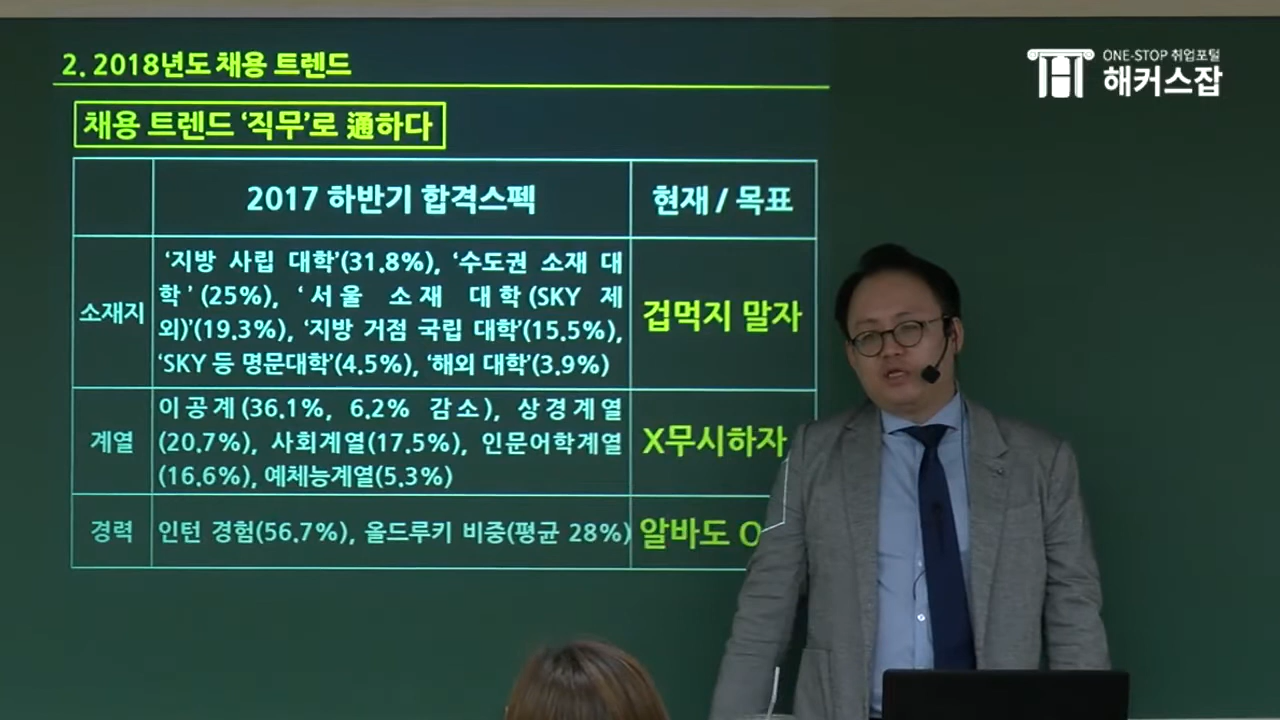 2. 2018년도 채용 트렌드
ONE-STOP 취업포털
해커스잡
채용 트렌드 ‘직무’로 通하다
2017 하반기 합격스펙
현재 / 목표
소재지
‘지방 사립 대학’(31.8%), ‘수도권 소재 대
학’ (25%), ‘서울 소재 대학(SKY 제
외)’(19.3%), ‘지방 거점 국립 대학’(15.5%),
‘SKY 등 명문대학’(4.5%), ‘해외 대학’(3.9%)
겁먹지 말자
계열
이공계(36.1%, 6.2% 감소), 상경계열
(20.7%), 사회계열(17.5%), 인문어학계열
(16.6%), 예체능계열(5.3%)
X무시하자
경력
인턴 경험(56.7%), 올드루키 비중(평균 28%)
알바도